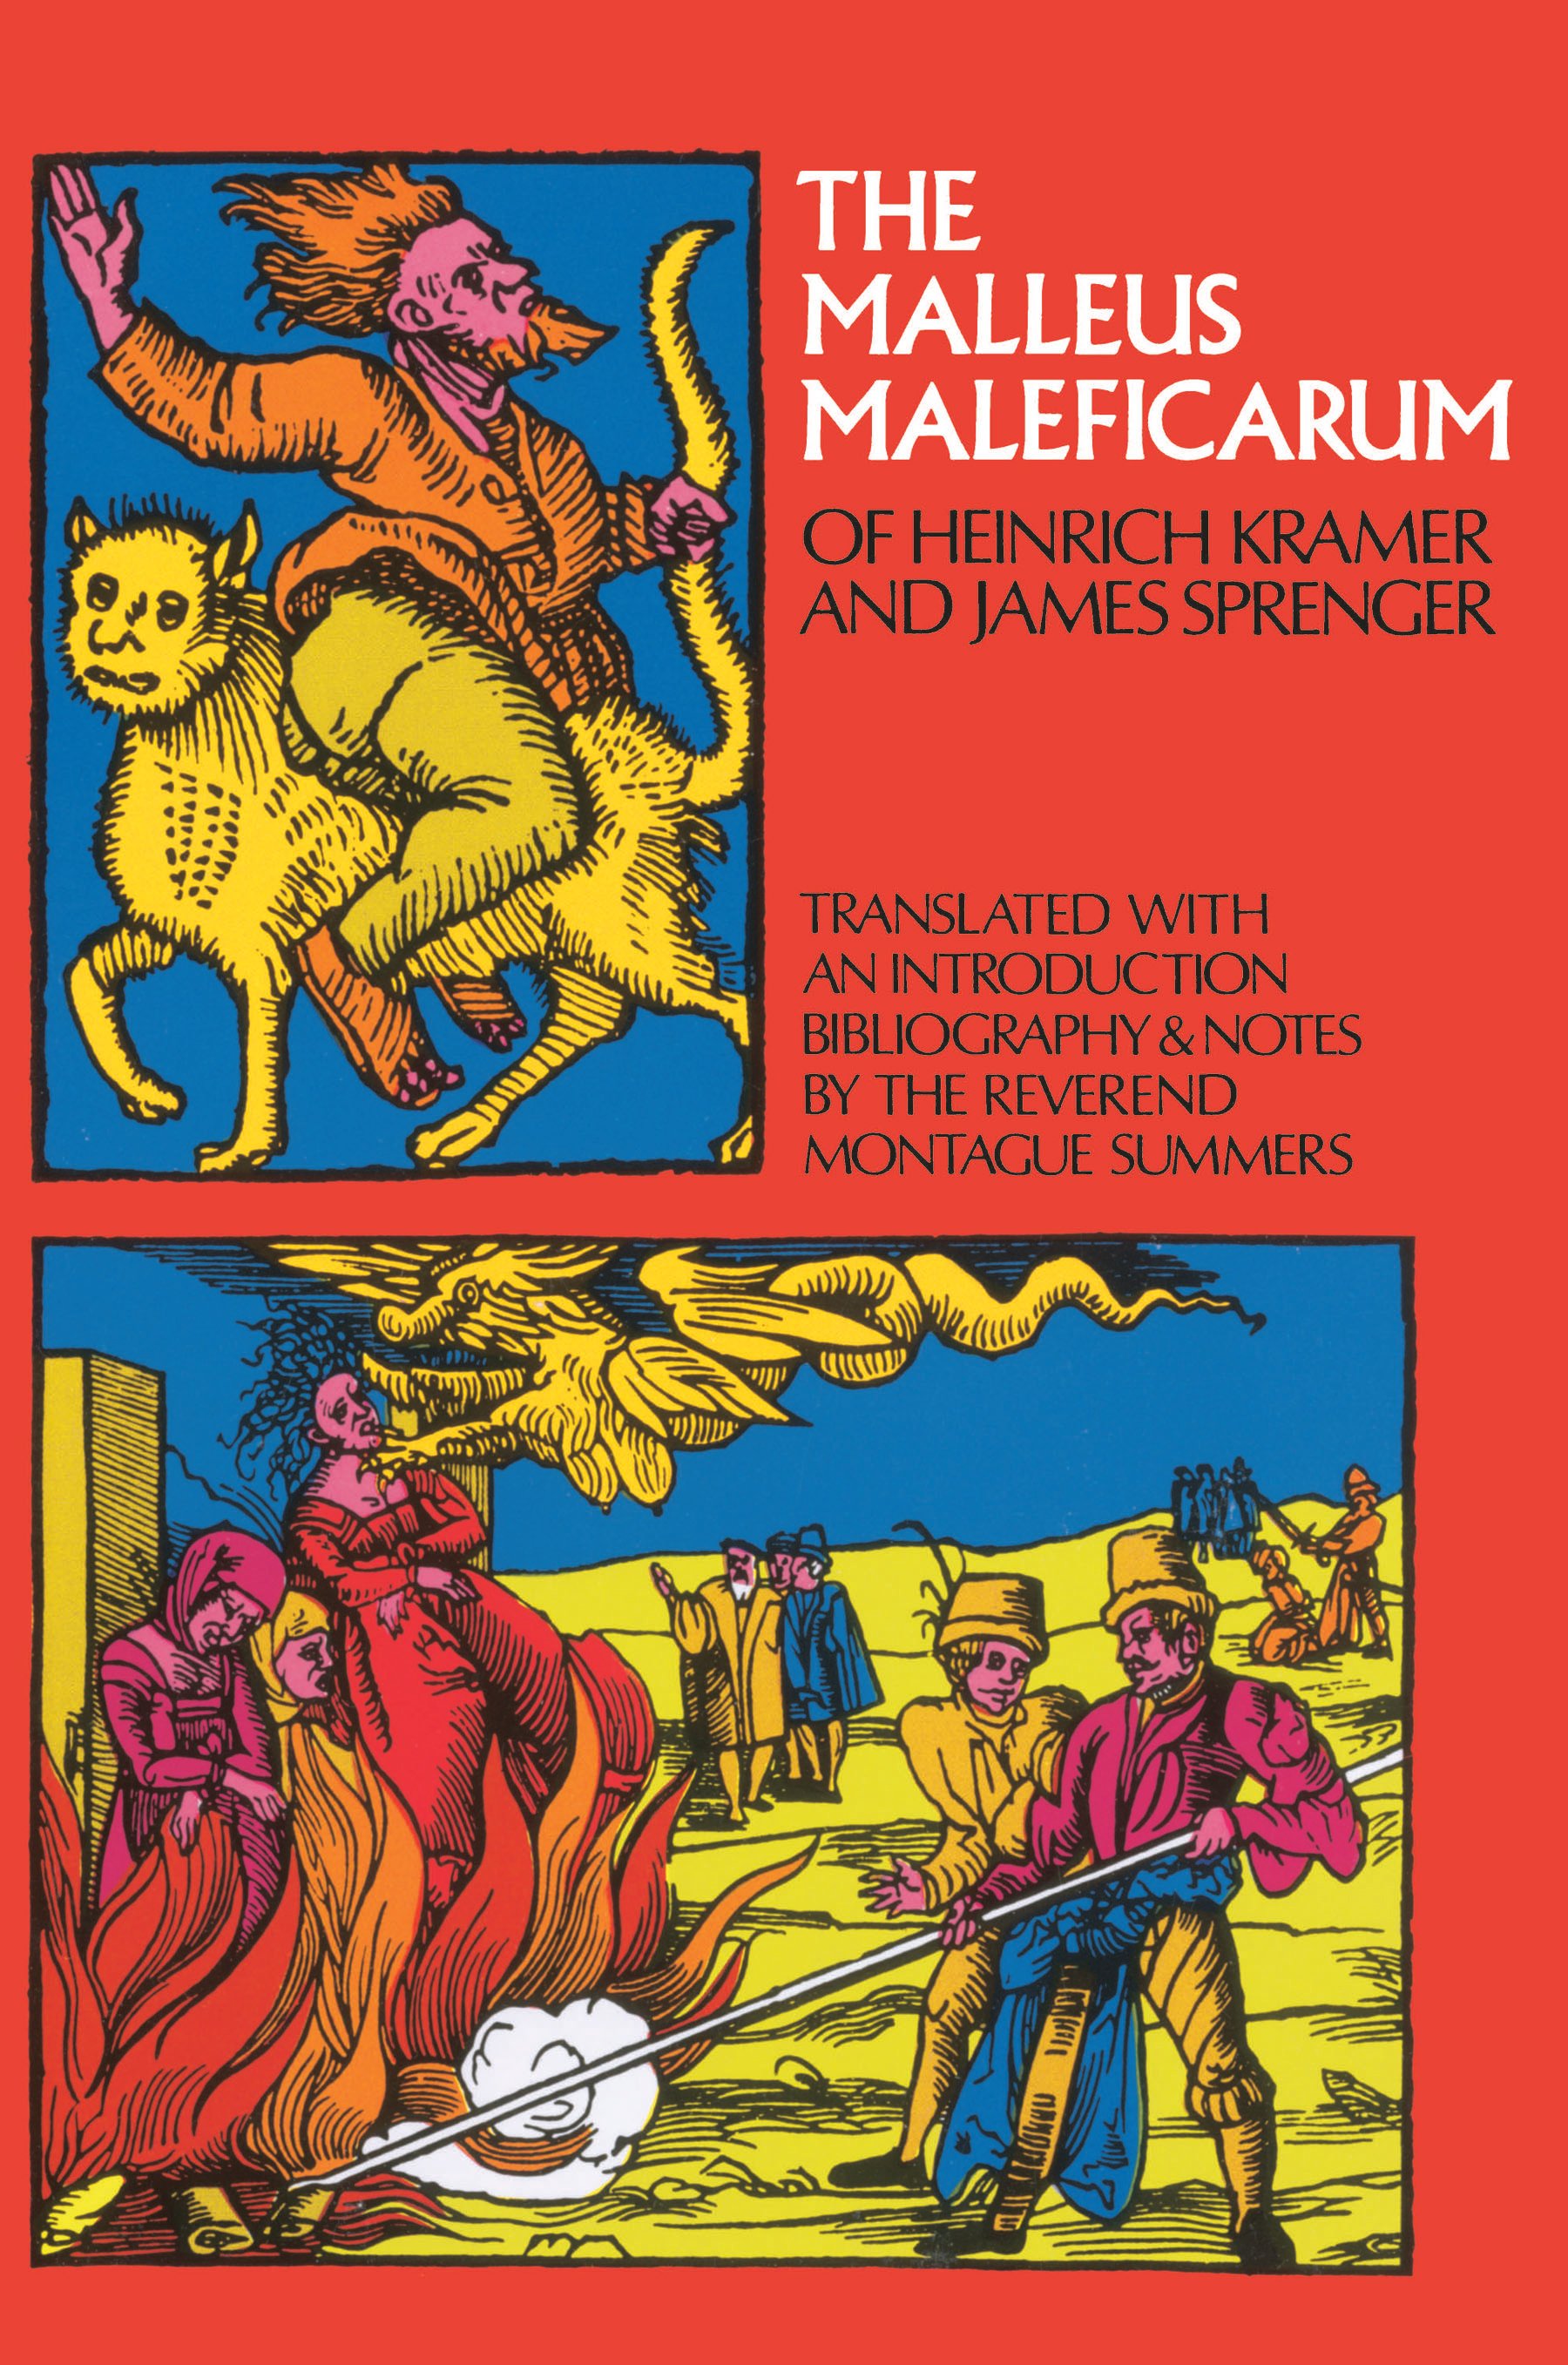 THE
MALLEUS
MALEFICARUM
OF HEINRICH KRAMER
AND JAMES SPRENGER
TRANSLATED WITH
AN INTRODUCTION
BIBLIOGRAPHY & NOTES
BY THE REVEREND
MONTAGUE SUMMERS